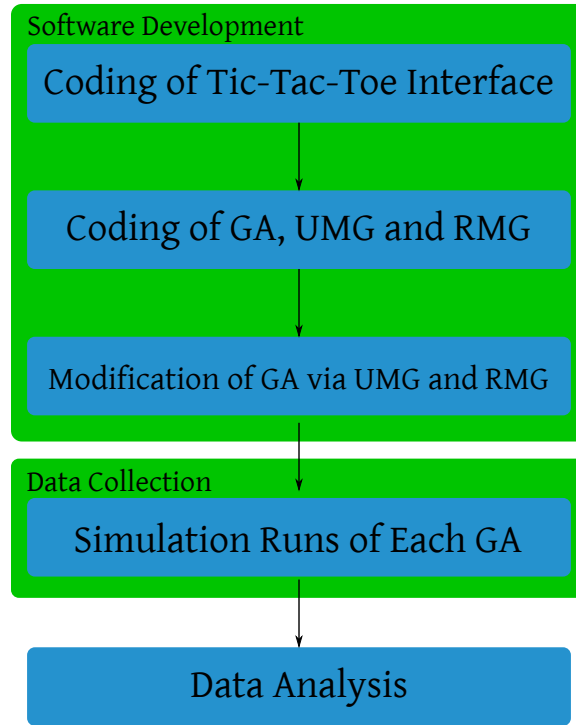 Software Development
Coding of Tic-Tac-Toe Interface
Coding of GA, UMG and RMG
Modification of GA via UMG and RMG
Data Collection
Simulation Runs of Each GA
Data Analysis